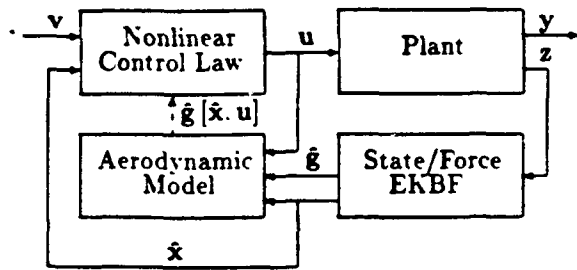 v
Nonlinear
Control Law
u
Plant
y
z
ĝ [x̂. u]
Aerodynamic
Model
ĝ
State/Force
EKBF
x̂